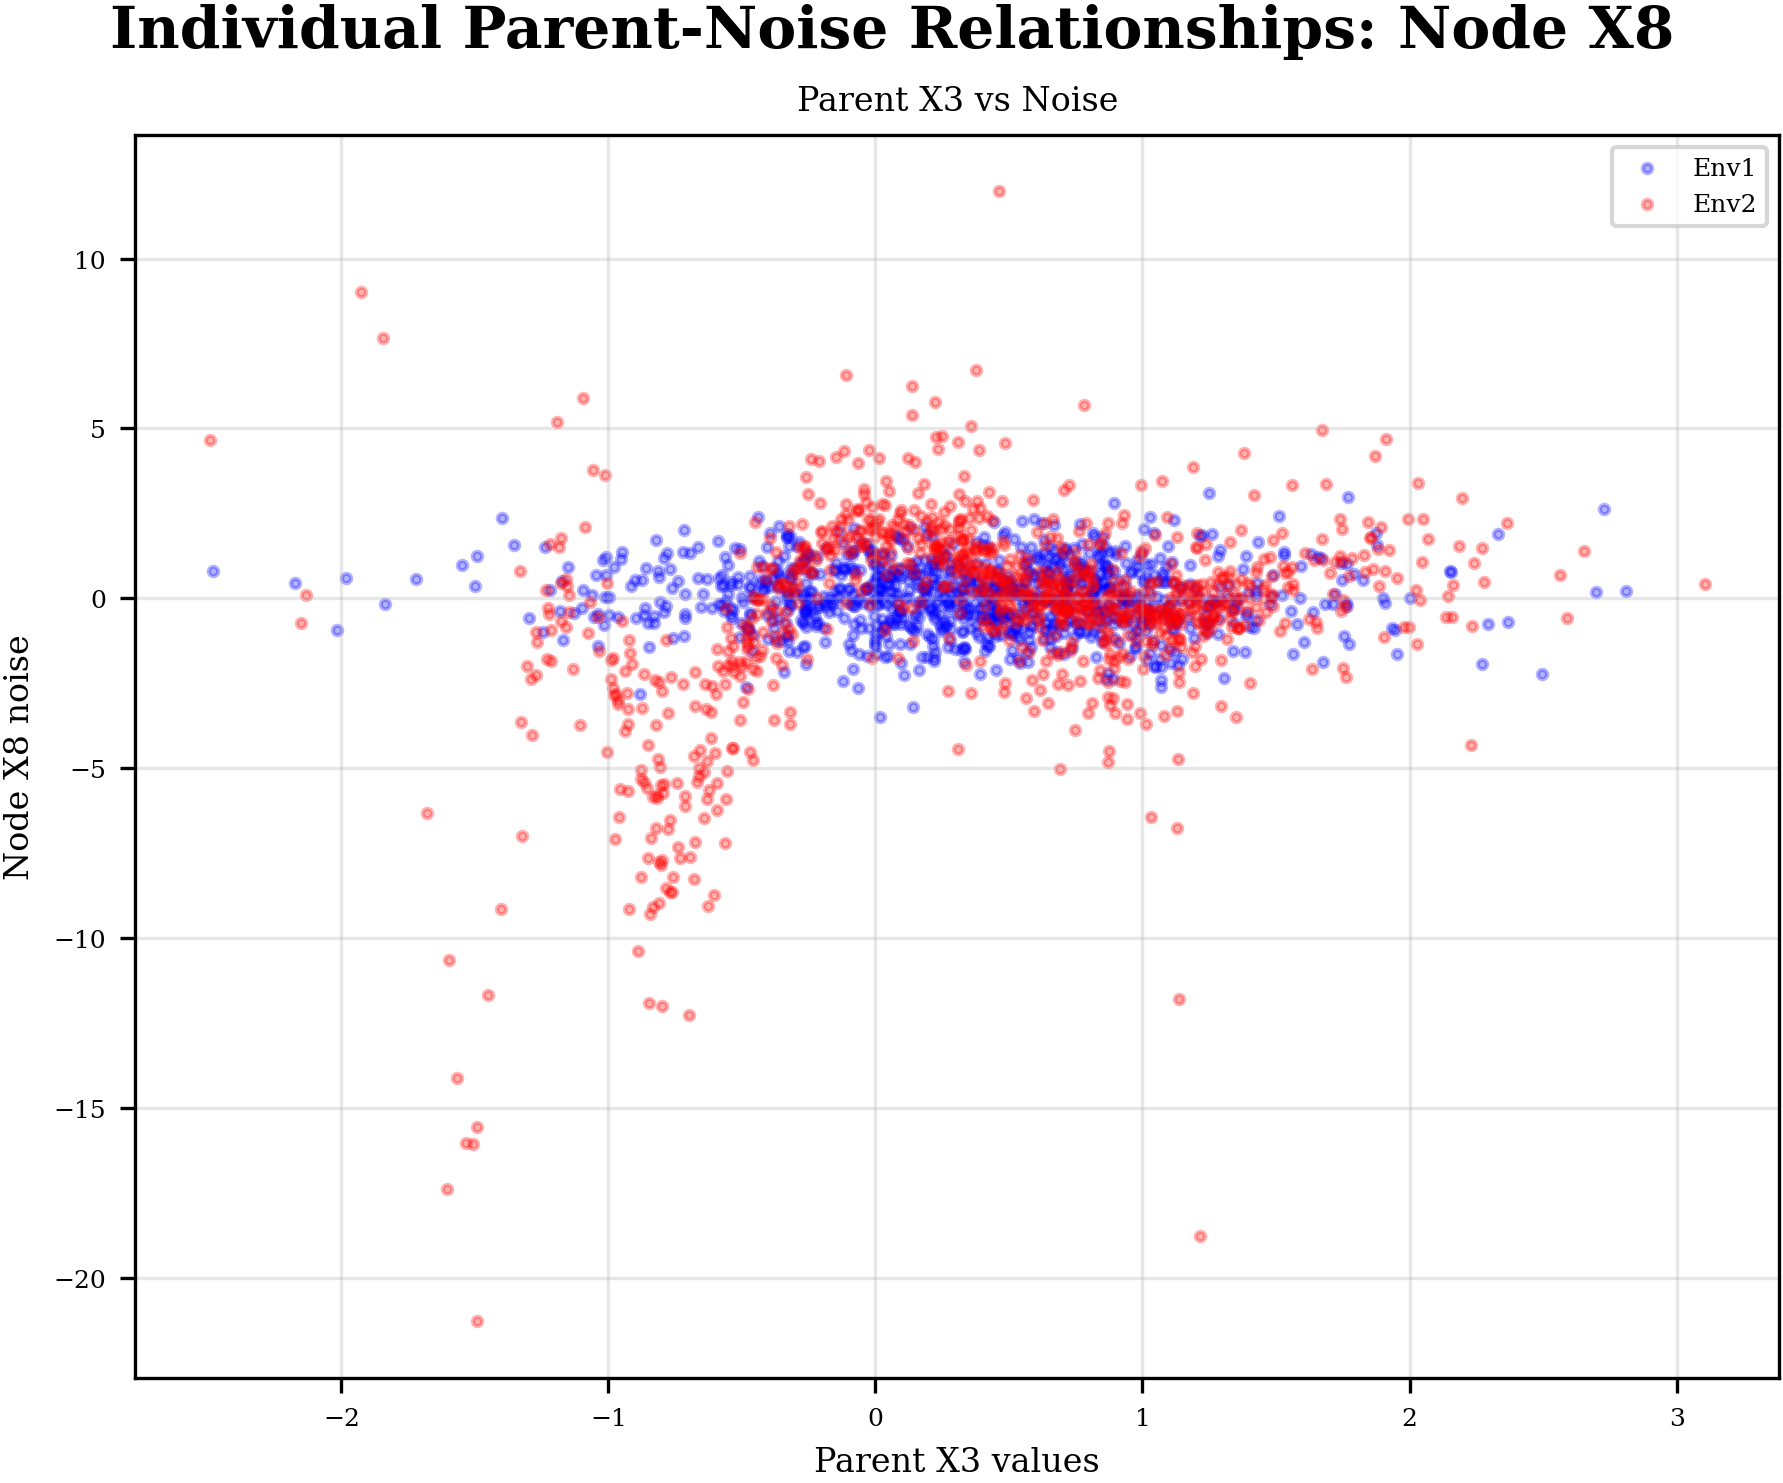 Individual Parent-Noise Relationships: Node X8
Parent X3 vs Noise
Env1
Env2
10
5
0
−5
−10
−15
−20
Node X8 noise
−2
−1
0
1
2
3
Parent X3 values